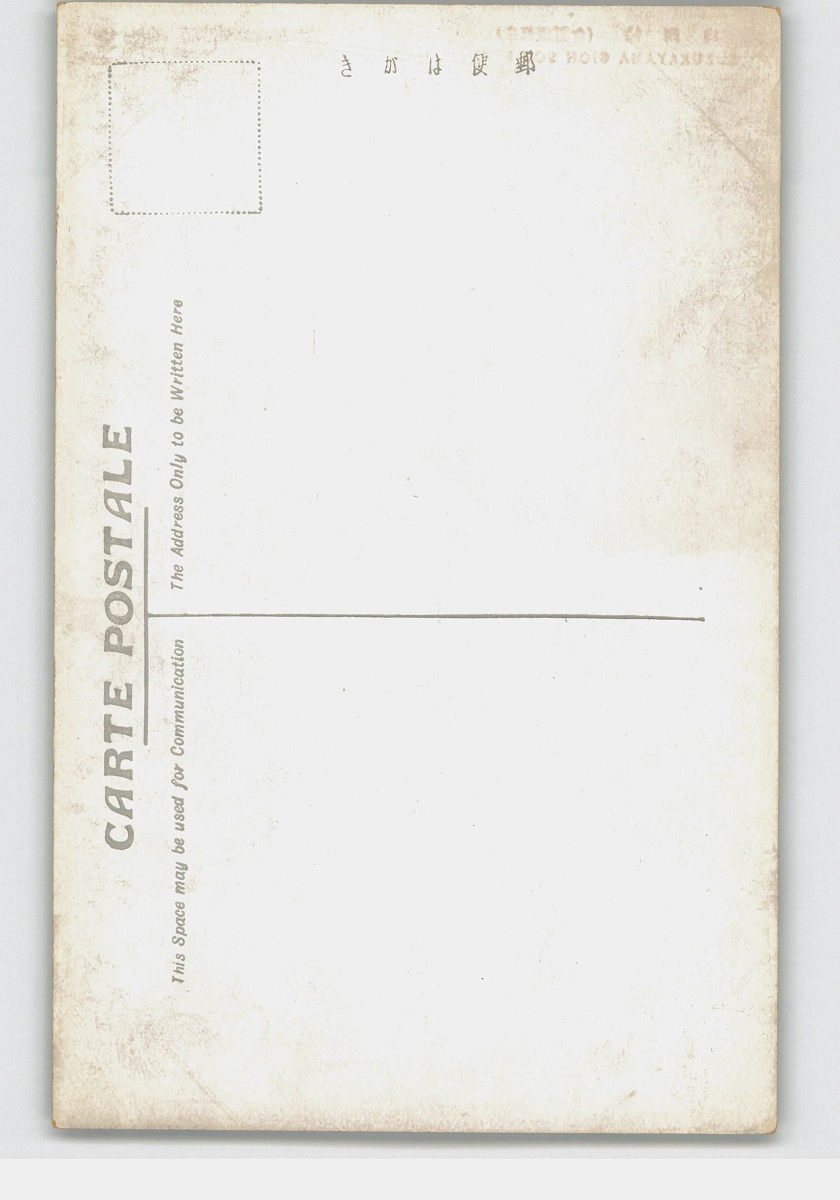 きがは便郵
CARTE POSTALE
The Address Only to be Written Here
This Space may be used for Communication